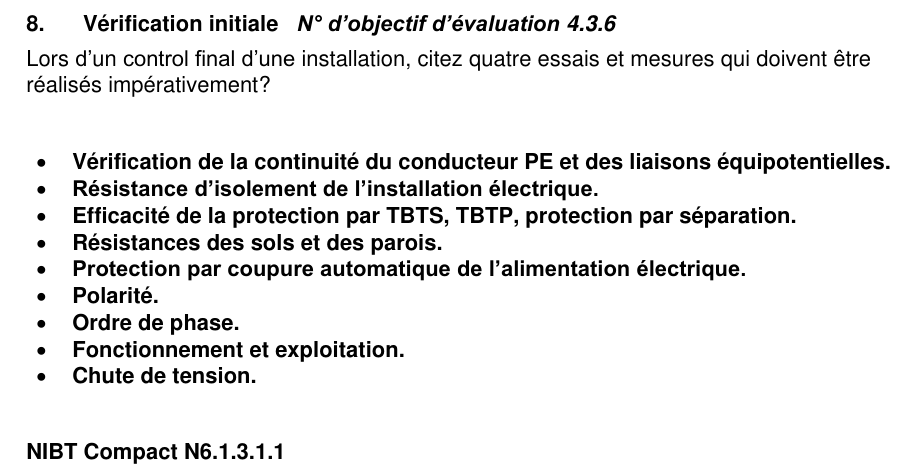 8. Vérification initiale N° d’objectif d’évaluation 4.3.6
Lors d’un control final d’une installation, citez quatre essais et mesures qui doivent être
réalisés impérativement?
• Vérification de la continuité du conducteur PE et des liaisons équipotentielles.
• Résistance d’isolement de l’installation électrique.
• Efficacité de la protection par TBTS, TBTP, protection par séparation.
• Résistances des sols et des parois.
• Protection par coupure automatique de l’alimentation électrique.
• Polarité.
• Ordre de phase.
• Fonctionnement et exploitation.
• Chute de tension.
NIBT Compact N6.1.3.1.1